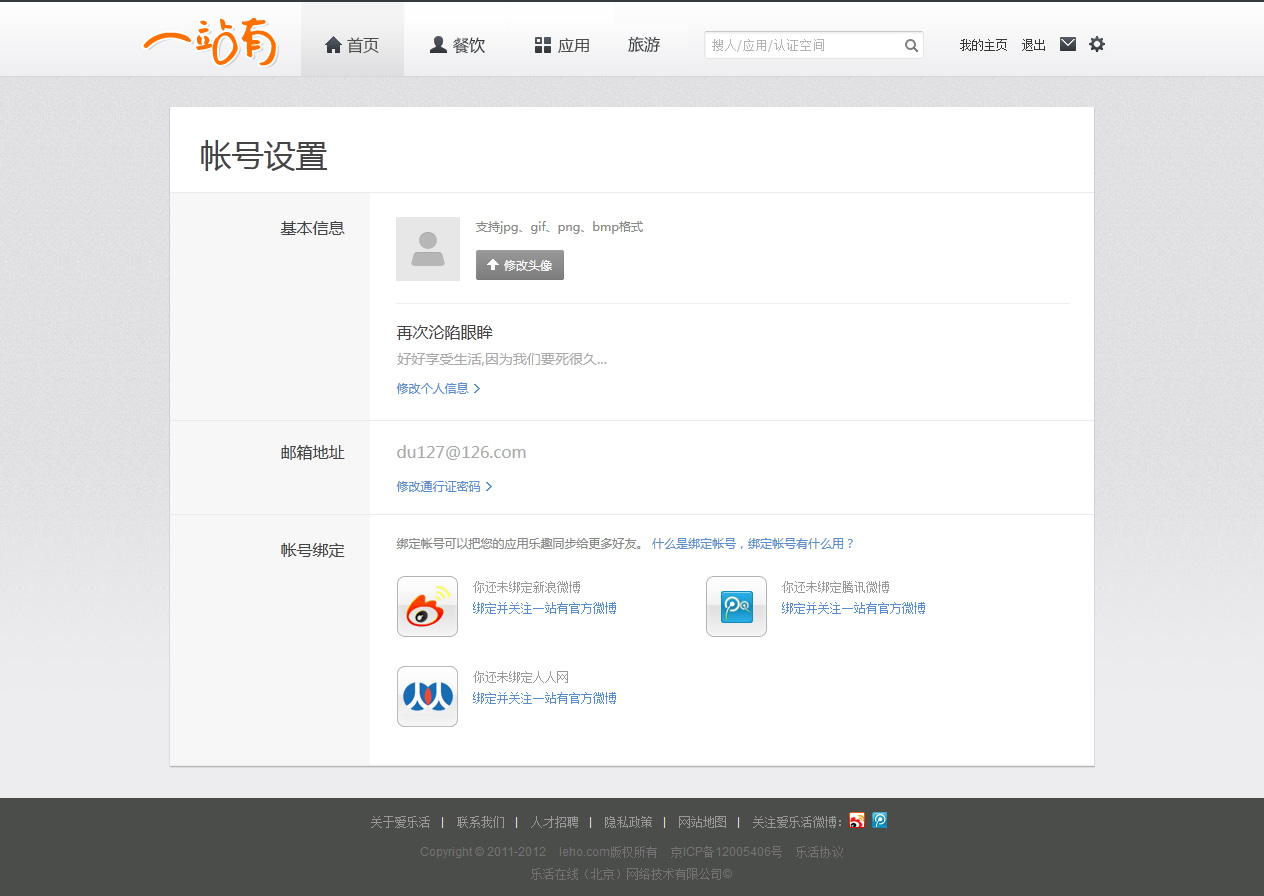 一站有 首页 餐饮 应用 旅游 搜人/应用/认证空间 我的主页 退出
帐号设置
基本信息
支持jpg、gif、png、bmp格式
修改头像
再次沦陷眼眸
好好享受生活,因为我们要死很久...
修改个人信息
邮箱地址
du127@126.com
修改通行证密码
帐号绑定
绑定帐号可以把您的应用乐趣同步给更多好友。 什么是绑定帐号，绑定帐号有什么用？
你还未绑定新浪微博
绑定并关注一站有官方微博
你还未绑定腾讯微博
绑定并关注一站有官方微博
你还未绑定人人网
绑定并关注一站有官方微博
关于爱乐活 | 联系我们 | 人才招聘 | 隐私政策 | 网站地图 | 关注爱乐活微博:
Copyright © 2011-2012 leho.com版权所有 京ICP备12005406号 乐活协议
乐活在线（北京）网络技术有限公司©